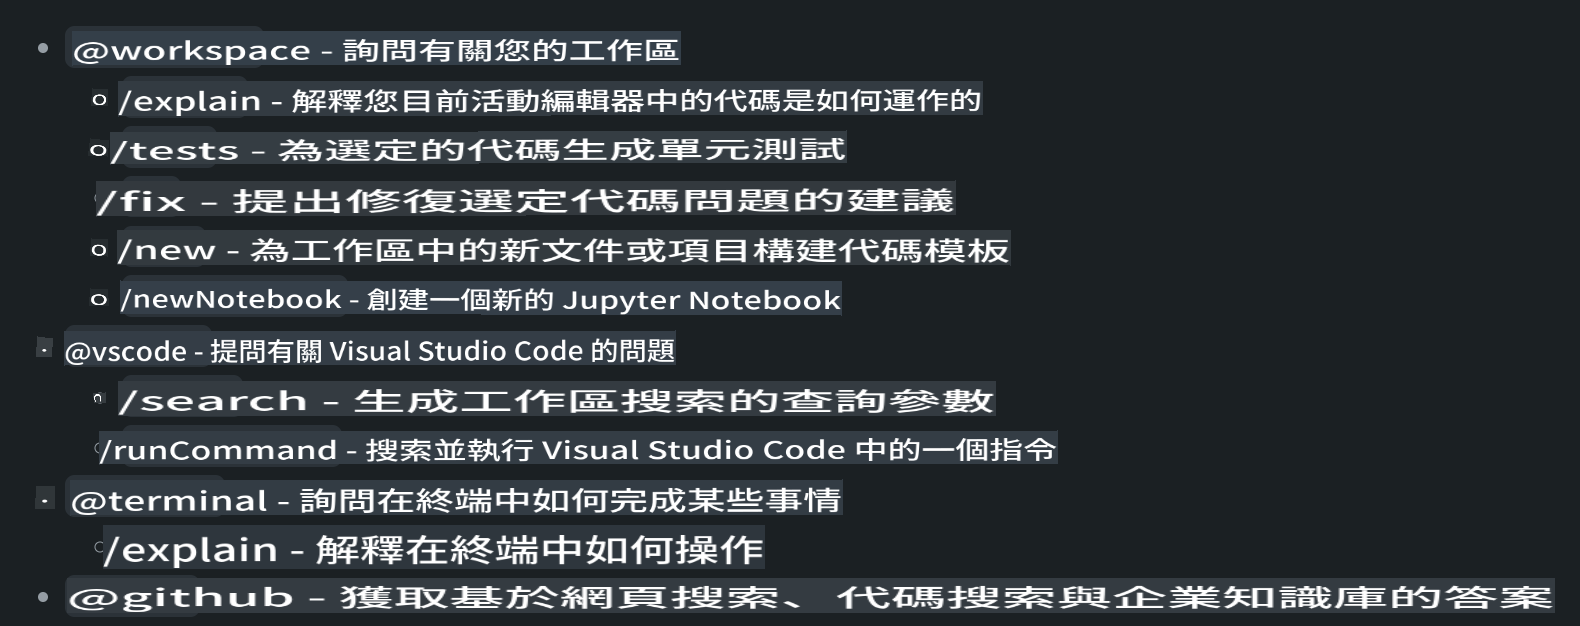 @workspace - 詢問有關您的工作區
/explain - 解釋您目前活動編輯器中的代碼是如何運作的
/tests - 為選定的代碼生成單元測試
/fix - 提出修復選定代碼問題的建議
/new - 為工作區中的新文件或項目構建代碼模板
/newNotebook - 創建一個新的 Jupyter Notebook
@vscode - 提問有關 Visual Studio Code 的問題
/search - 生成工作區搜索的查詢參數
/runCommand - 搜索並執行 Visual Studio Code 中的一個指令
@terminal - 詢問在終端中如何完成某些事情
/explain - 解釋在終端中如何操作
@github - 獲取基於網頁搜索、代碼搜索與企業知識庫的答案